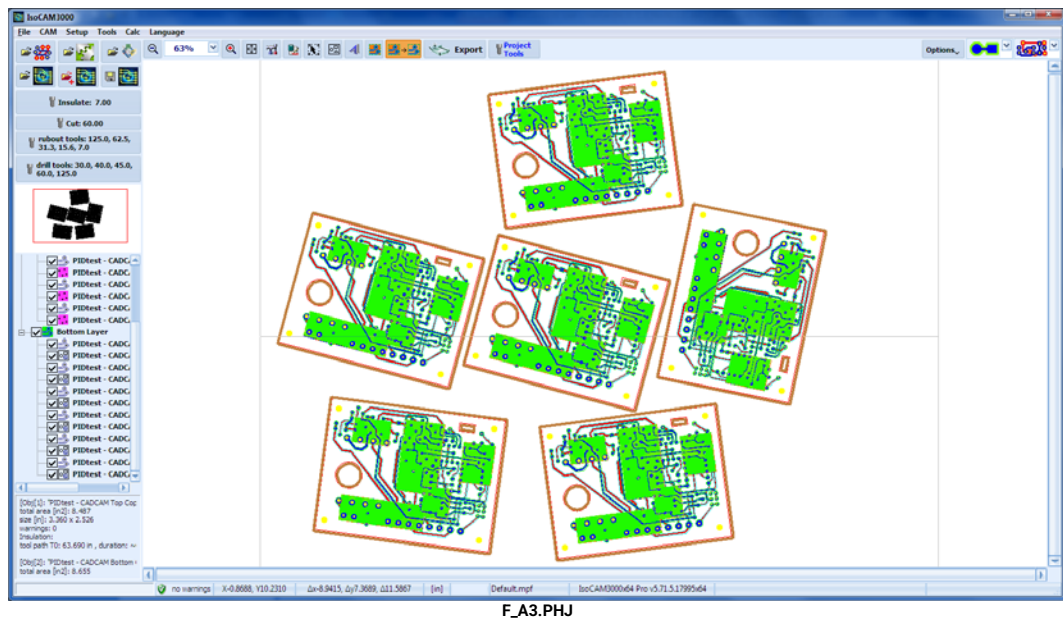 IsoCAM3000
File CAM Setup Tools Calc Language
63%
Export
Project Tools
Options
Insulate: 7.00
Cut: 60.00
rubout tools: 125.0, 62.5,
31.3, 15.6, 7.0
drill tools: 30.0, 40.0, 45.0,
60.0, 125.0
PIDtest - CADC
PIDtest - CADC
PIDtest - CADC
PIDtest - CADC
PIDtest - CADC
PIDtest - CADC
Bottom Layer
PIDtest - CADC
PIDtest - CADC
PIDtest - CADC
PIDtest - CADC
PIDtest - CADC
PIDtest - CADC
PIDtest - CADC
PIDtest - CADC
PIDtest - CADC
PIDtest - CADC
PIDtest - CADC
PIDtest - CADC
[Obj[1]: "PIDtest - CADCAM Top Cop
total area [in2]: 8.487
size [in]: 3.360 x 2.526
warnings: 0
Insulation:
tool path T0: 63.690 in , duration: ~
[Obj[2]: "PIDtest - CADCAM Bottom
total area [in2]: 8.655
no warnings X-0.8688, Y10.2310 Δx-8.9415, Δy7.3689, Δ11.5867 [in] Default.mpf IsoCAM3000x64 Pro v5.71.5.17995x64
F_A3.PHJ